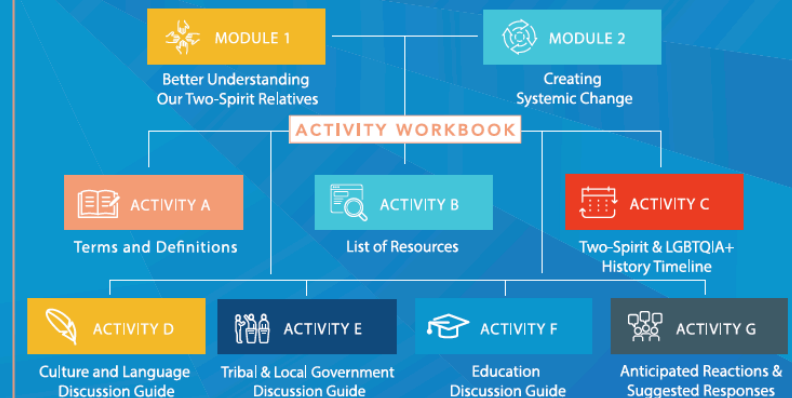 MODULE 1
MODULE 2
Better Understanding
Our Two-Spirit Relatives
Creating
Systemic Change
ACTIVITY WORKBOOK
ACTIVITY A
ACTIVITY B
ACTIVITY C
Terms and Definitions
List of Resources
Two-Spirit & LGBTQIA+
History Timeline
ACTIVITY D
ACTIVITY E
ACTIVITY F
ACTIVITY G
Culture and Language
Discussion Guide
Tribal & Local Government
Discussion Guide
Education
Discussion Guide
Anticipated Reactions &
Suggested Responses